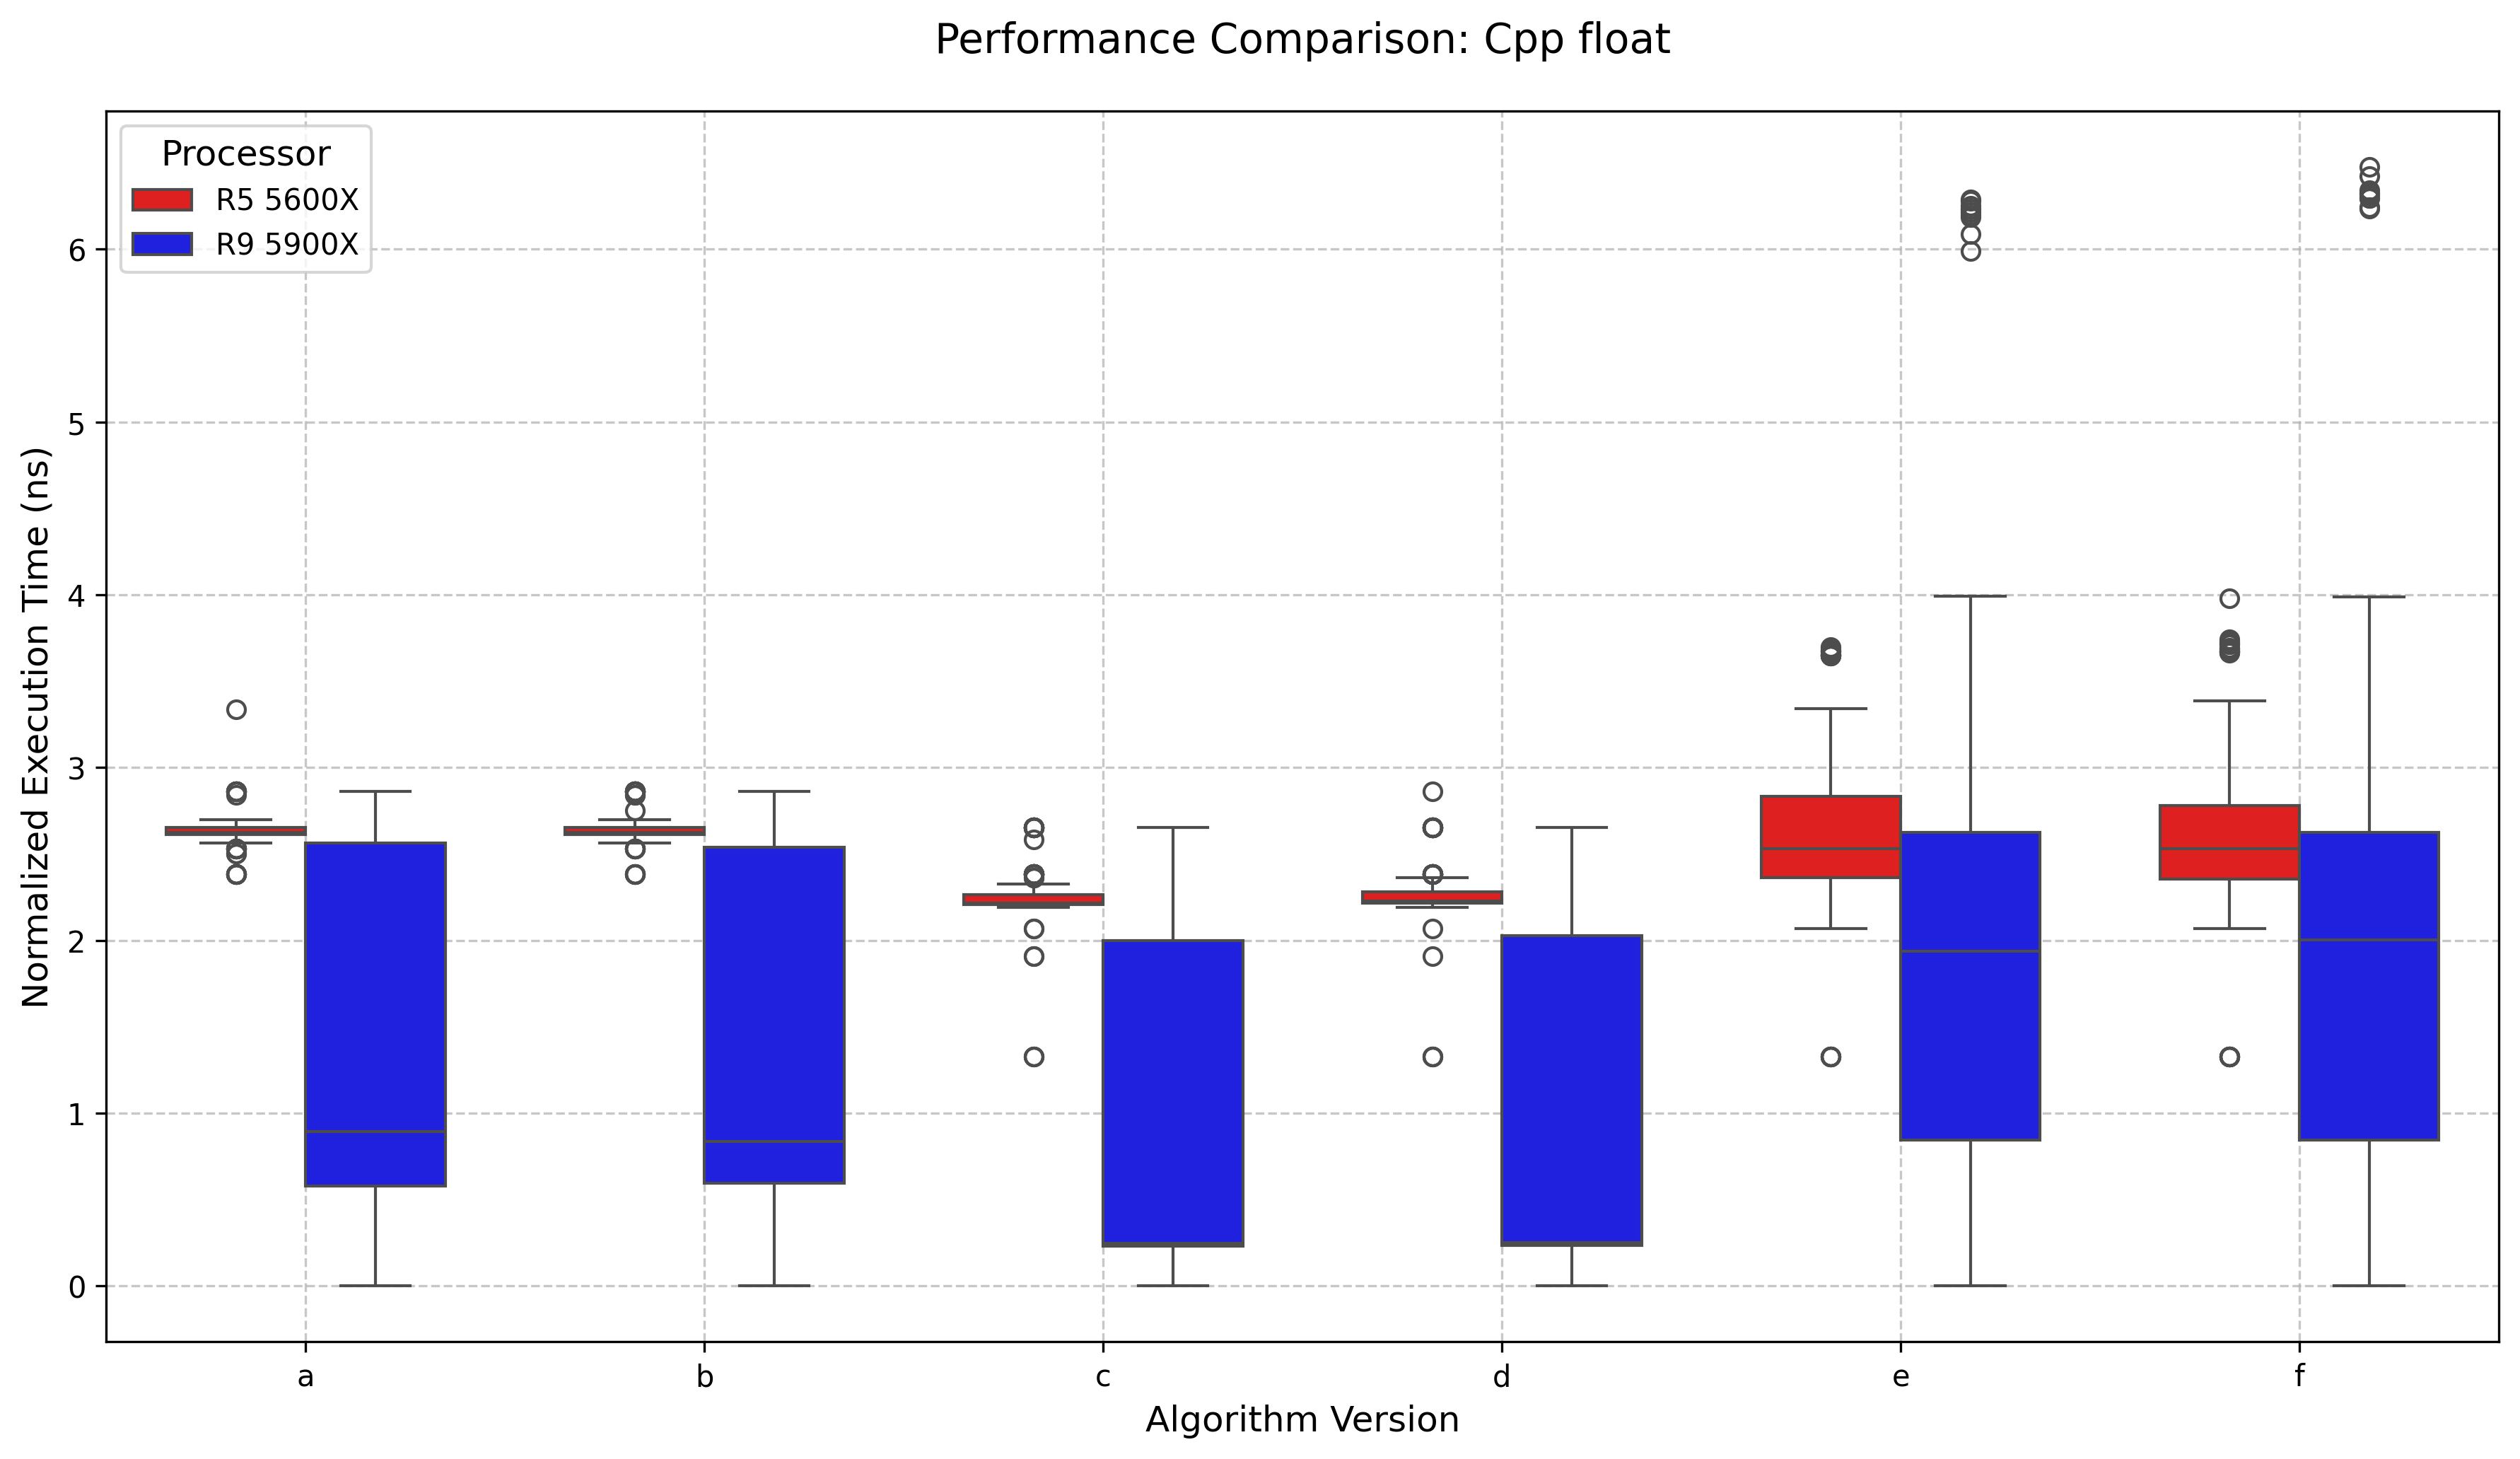 Performance Comparison: Cpp float
Processor
R5 5600X
R9 5900X
Normalized Execution Time (ns)
6
5
4
3
2
1
0
a b c d e f
Algorithm Version